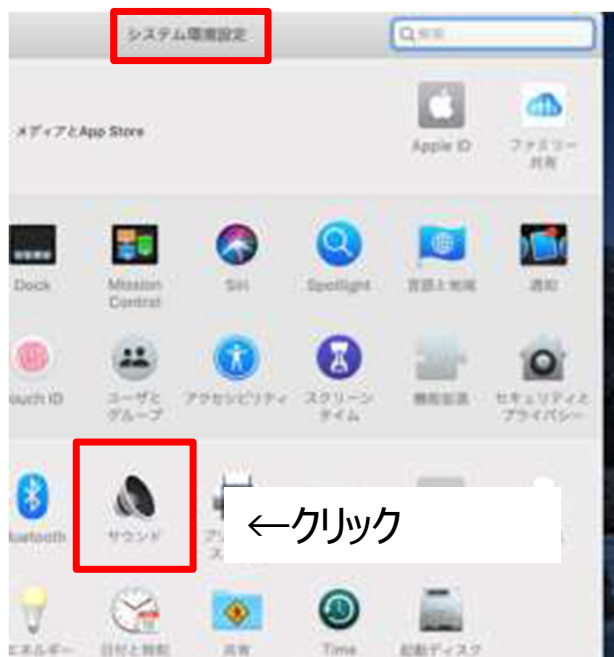 システム環境設定
検索
メディアとApp Store
Apple ID
ファミリー
共有
Dock
Mission
Control
Siri
Spotlight
言語と地域
通知
ouch ID
ユーザと
グループ
アクセシビリティ
スクリーン
タイム
機能拡張
セキュリティと
プライバシー
uetooth
サウンド
←クリック
エネルギー
日付と時刻
共有
Time
起動ディスク